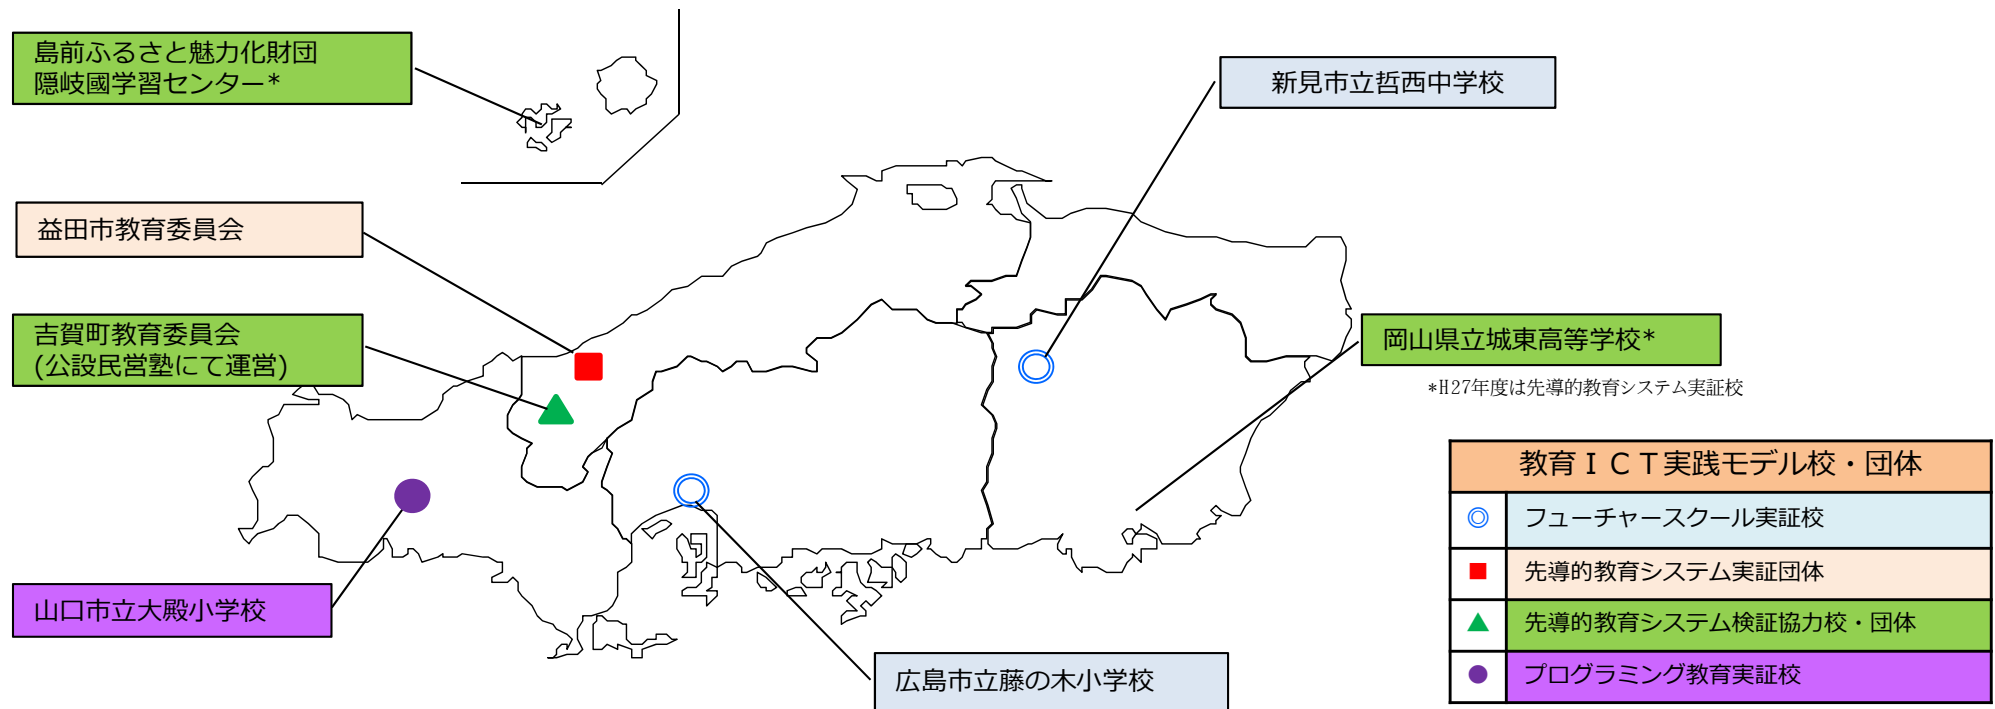 島前ふるさと魅力化財団
隠岐國学習センター*
新見市立哲西中学校
益田市教育委員会
吉賀町教育委員会
(公設民営塾にて運営)
岡山県立城東高等学校*
*H27年度は先導的教育システム実証校
山口市立大殿小学校
広島市立藤の木小学校
教育ＩＣＴ実践モデル校・団体
◎ フューチャースクール実証校
■ 先導的教育システム実証団体
▲ 先導的教育システム検証協力校・団体
● プログラミング教育実証校